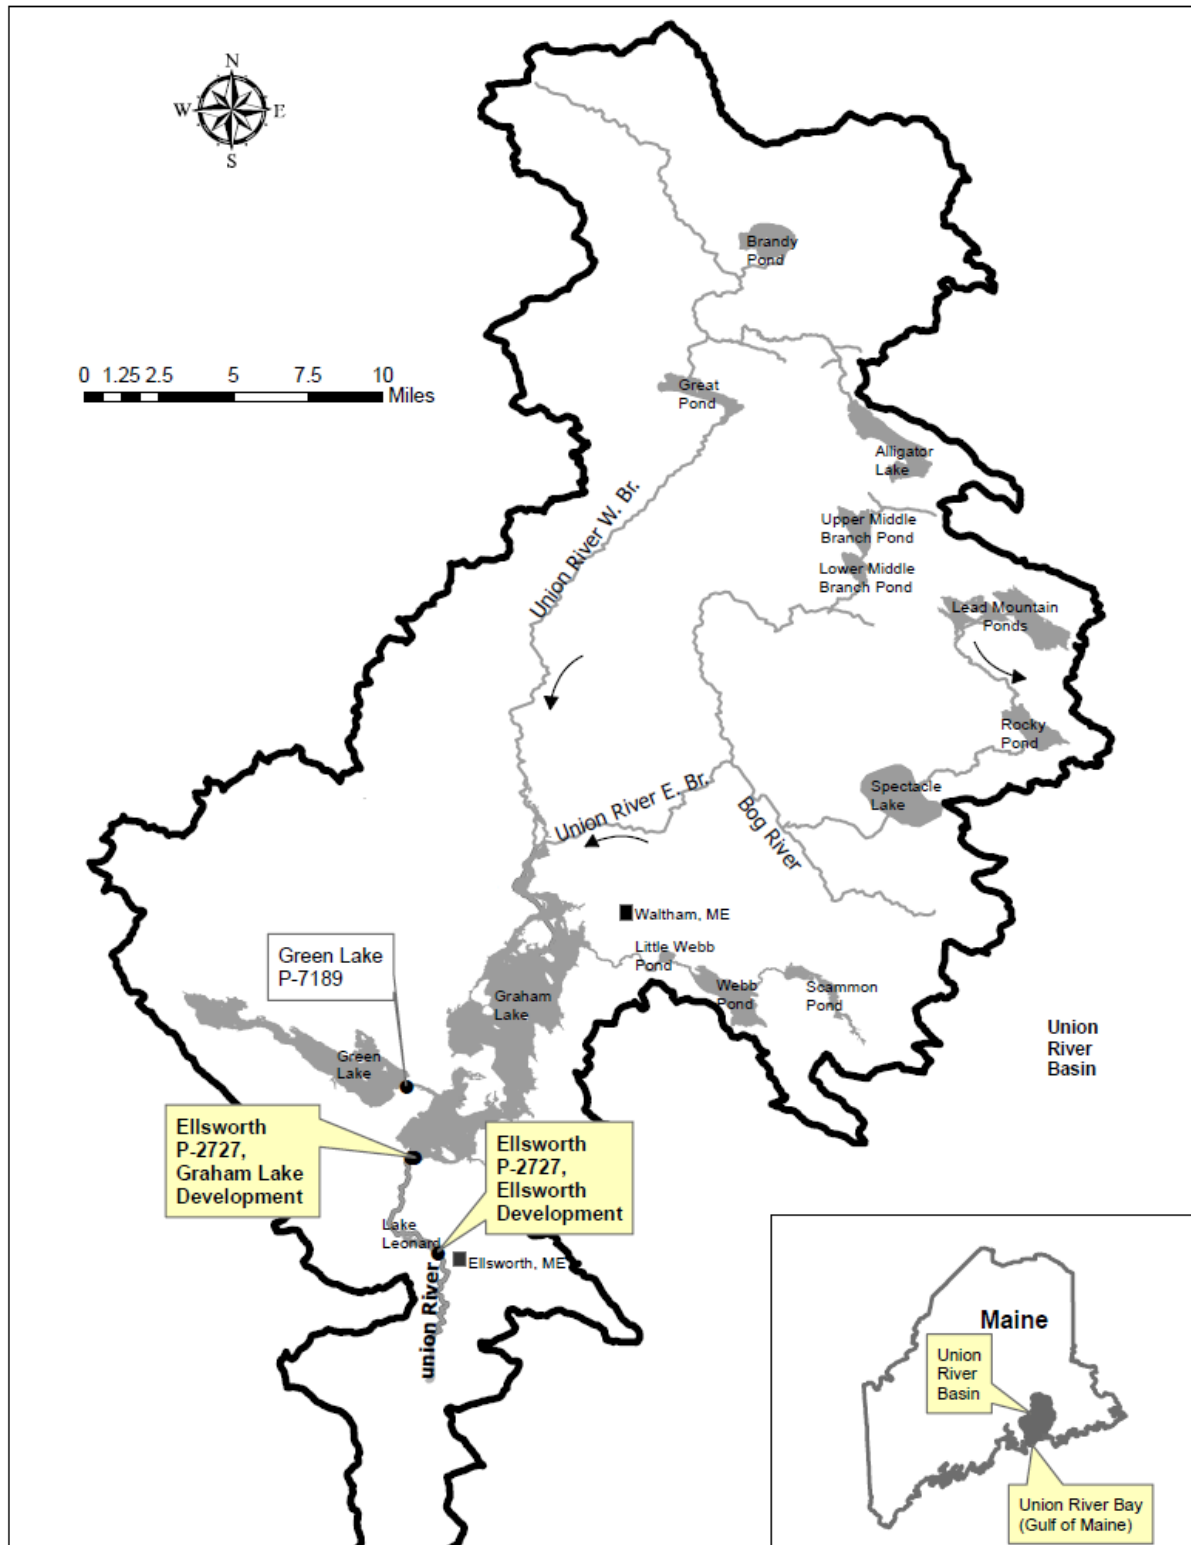 N
W E
S
Brandy
Pond
0 1.25 2.5 5 7.5 10
Miles
Great
Pond
Alligator
Lake
Union River W. Br.
Upper Middle
Branch Pond
Lower Middle
Branch Pond
Lead Mountain
Ponds
Rocky
Pond
Spectacle
Lake
Union River E. Br.
Bog River
Waltham, ME
Little Webb
Pond
Webb
Pond
Scammon
Pond
Green Lake
P-7189
Graham
Lake
Union
River
Basin
Green
Lake
Ellsworth
P-2727,
Graham Lake
Development
Ellsworth
P-2727,
Ellsworth
Development
Lake
Leonard
Ellsworth, ME
union River
Maine
Union
River
Basin
Union River Bay
(Gulf of Maine)